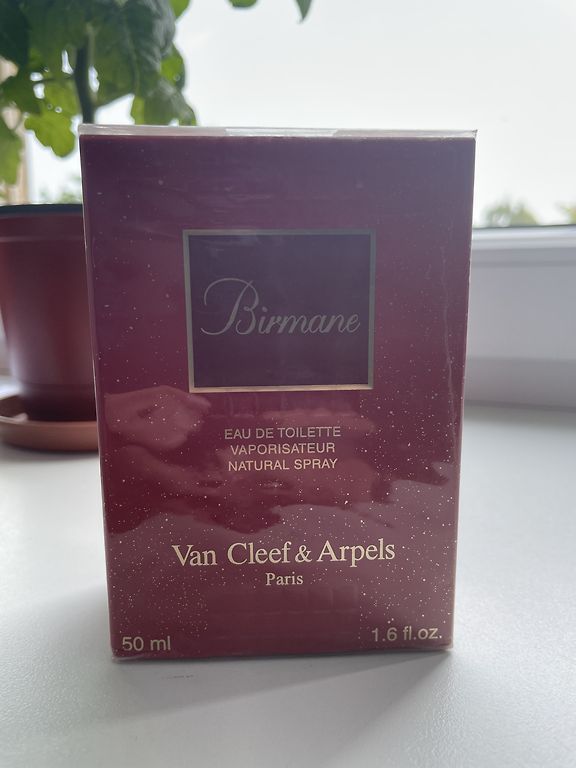 Birmane
EAU DE TOILETTE
VAPORISATEUR
NATURAL SPRAY
Van Cleef & Arpels
Paris
50 ml
1.6 fl.oz.